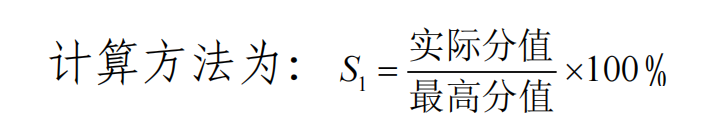 计算方法为： S₁ = 实际分值/最高分值 ×100%